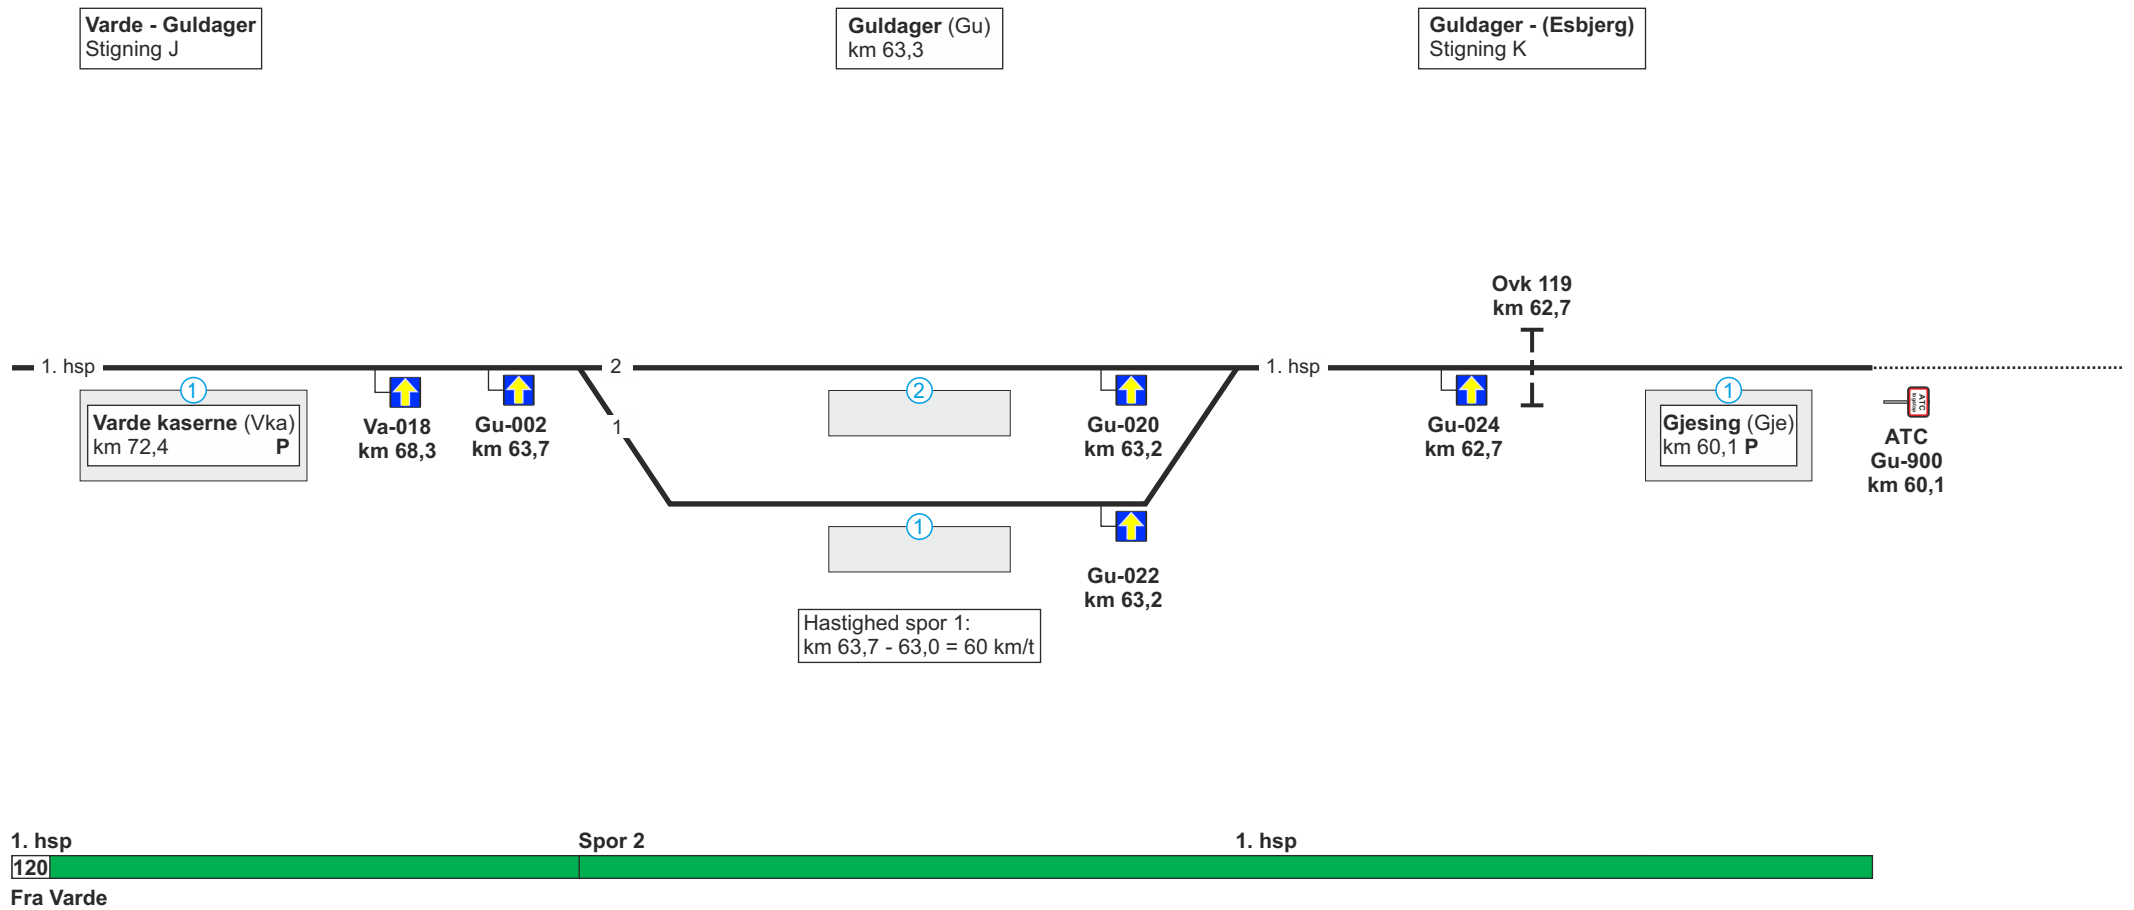 Varde - Guldager
Stigning J
Guldager (Gu)
km 63,3
Guldager - (Esbjerg)
Stigning K
Ovk 119
km 62,7
1. hsp
2
1. hsp
1
Varde kaserne (Vka)
km 72,4 P
Va-018
km 68,3
Gu-002
km 63,7
1
2
Gu-020
km 63,2
Gu-024
km 62,7
1
Gjesing (Gje)
km 60,1 P
ATC
ATC
Gu-900
km 60,1
1
Gu-022
km 63,2
Hastighed spor 1:
km 63,7 - 63,0 = 60 km/t
1. hsp
Spor 2
1. hsp
120
Fra Varde